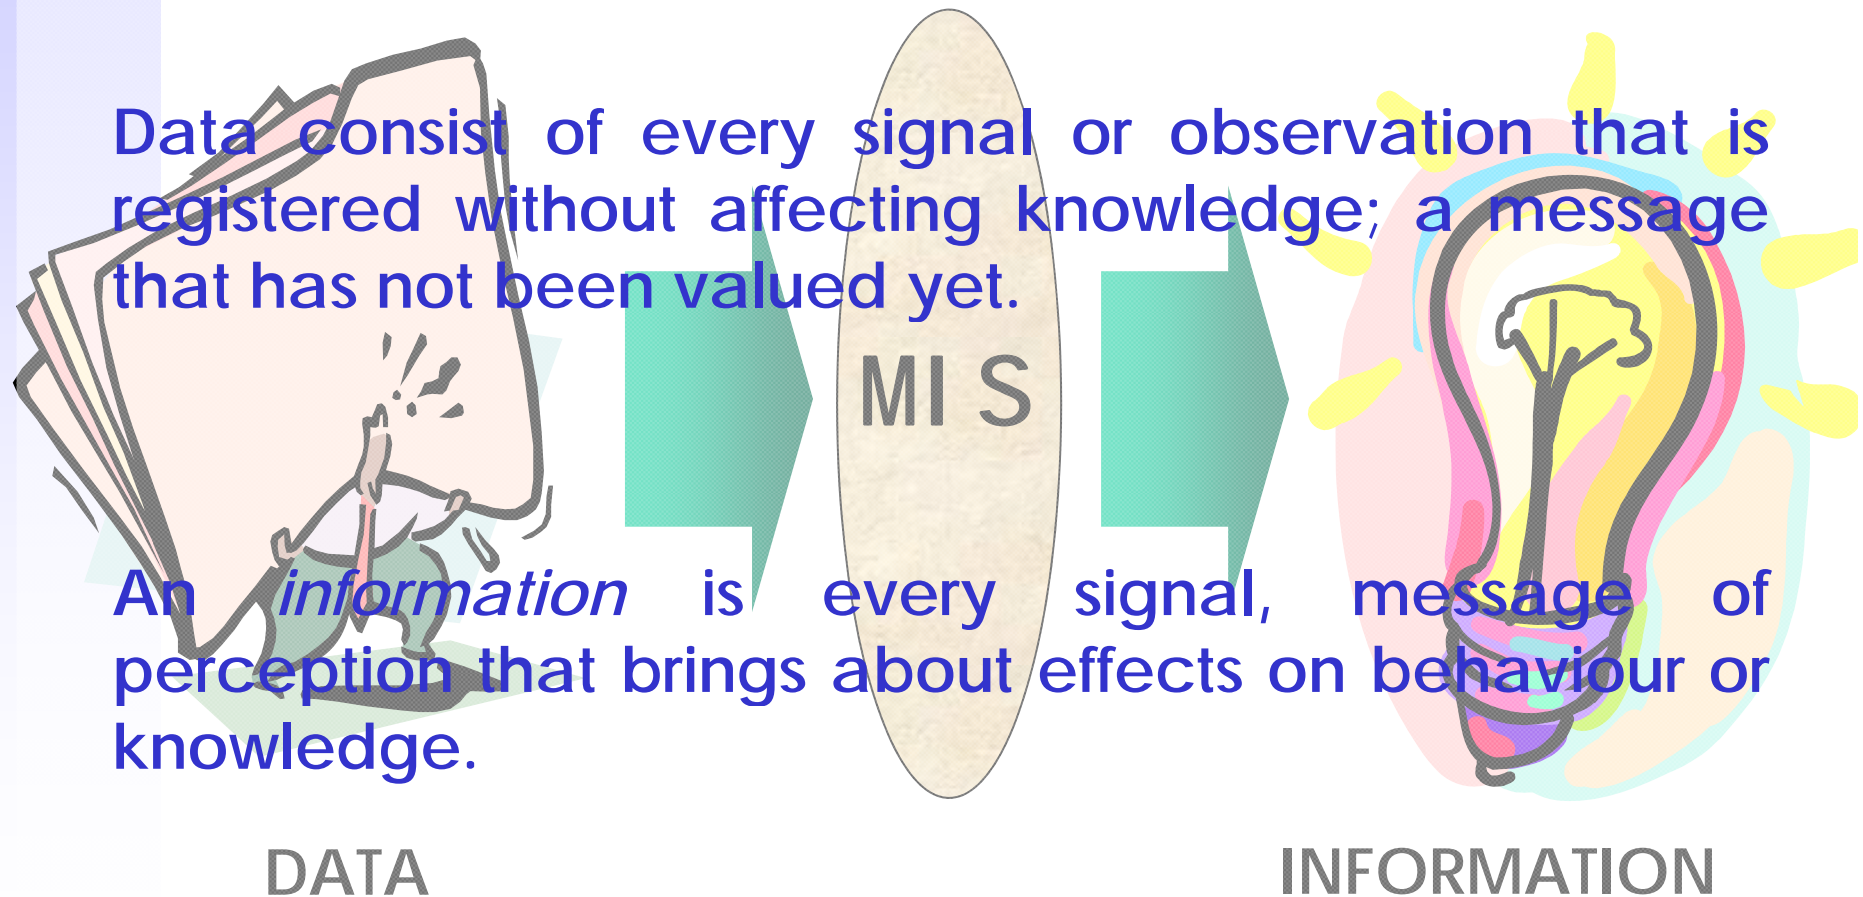 Data consist of every signal or observation that is
registered without affecting knowledge; a message
that has not been valued yet.
MIS
An information is every signal, message of
perception that brings about effects on behaviour or
knowledge.
DATA
INFORMATION